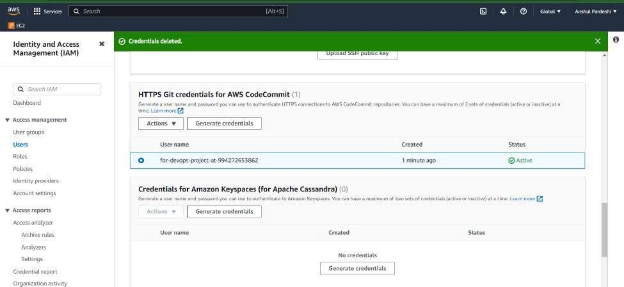 aws
Services
Search
[Alt+S]
Global
Anshul Pardeshi
EC2
Identity and Access
Management (IAM)
Search IAM
Dashboard
Access management
User groups
Users
Roles
Policies
Identity providers
Account settings
Access reports
Access analyzer
Archive rules
Analyzers
Settings
Credential report
Organization activity
Credentials deleted.
Upload SSH public key
HTTPS Git credentials for AWS CodeCommit (1)
Generate a user name and password you can use to authenticate HTTPS connections to AWS CodeCommit repositories. You can have a maximum of 2 sets of credentials (active or inactive) at a
time. Learn more
Actions
Generate credentials
User name Created Status
for-devops-project-at-994272653862 1 minute ago Active
Credentials for Amazon Keyspaces (for Apache Cassandra) (0)
Generate a user name and password you can use to authenticate to Amazon Keyspaces. You can have a maximum of two sets of credentials (active or inactive) at a time. Learn more
Actions
Generate credentials
User name Created Status
No credentials
Generate credentials